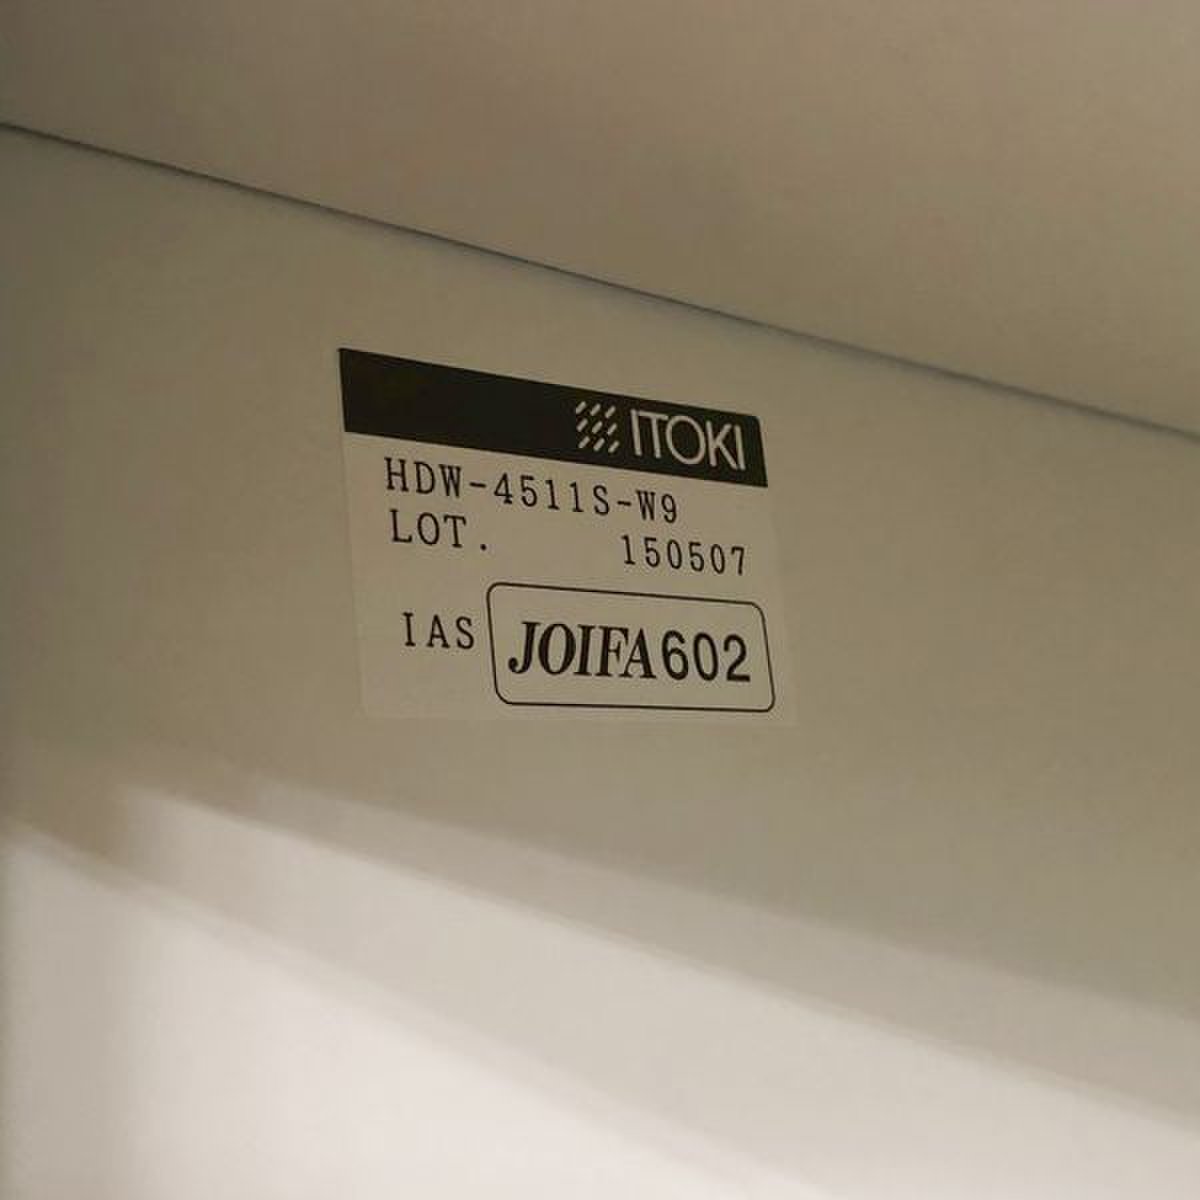 ITOKI
HDW-4511S-W9
LOT. 150507
IAS JOIFA602